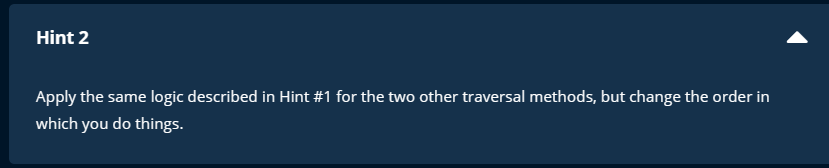 Hint 2
Apply the same logic described in Hint #1 for the two other traversal methods, but change the order in
which you do things.